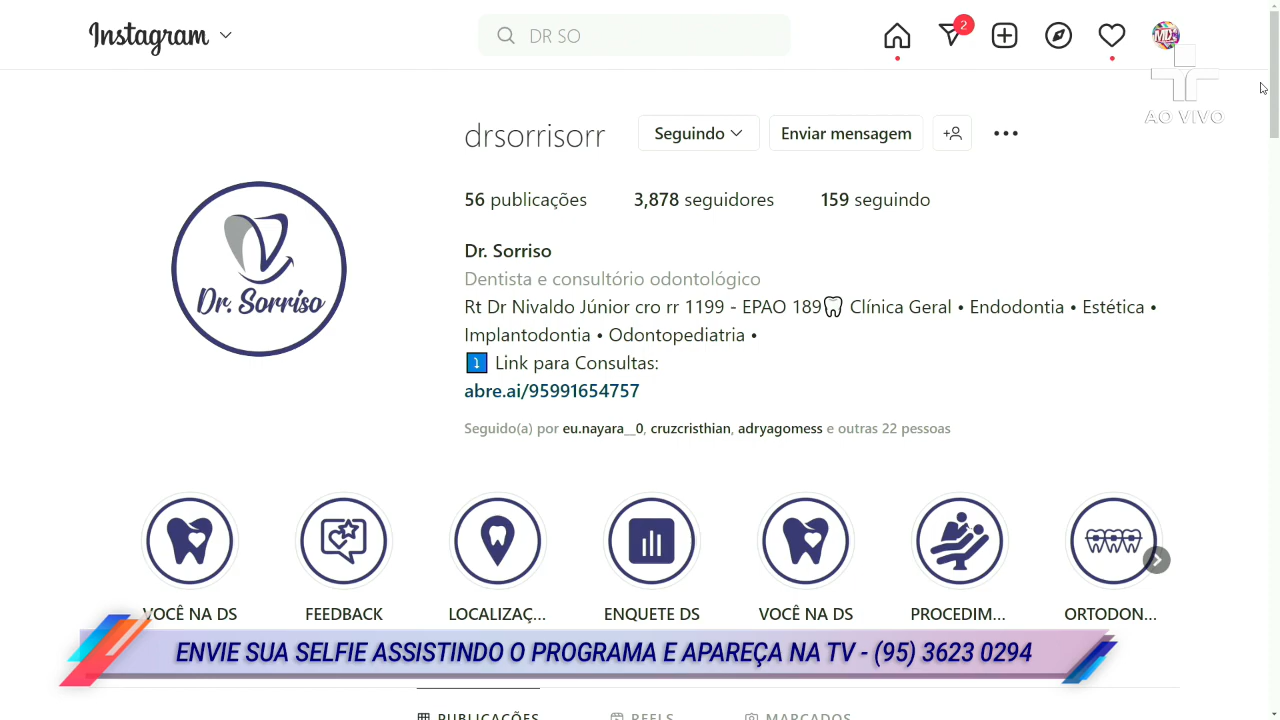 Instagram
DR SO
2
MD
AO VIVO
drsorrisorr
Seguindo
Enviar mensagem
56 publicações
3,878 seguidores
159 seguindo
Dr. Sorriso
Dr. Sorriso
Dentista e consultório odontológico
Rt Dr Nivaldo Júnior cro rr 1199 - EPAO 189🦷 Clínica Geral • Endodontia • Estética •
Implantodontia • Odontopediatria •
⤵️ Link para Consultas:
abre.ai/95991654757
Seguido(a) por eu.nayara__0, cruzcristhian, adryagomess e outras 22 pessoas
VOCÊ NA DS
FEEDBACK
LOCALIZAÇ...
ENQUETE DS
VOCÊ NA DS
PROCEDIM...
ORTODON...
ENVIE SUA SELFIE ASSISTINDO O PROGRAMA E APAREÇA NA TV - (95) 3623 0294
PUBLICAÇÕES
REELS
MARCADOS